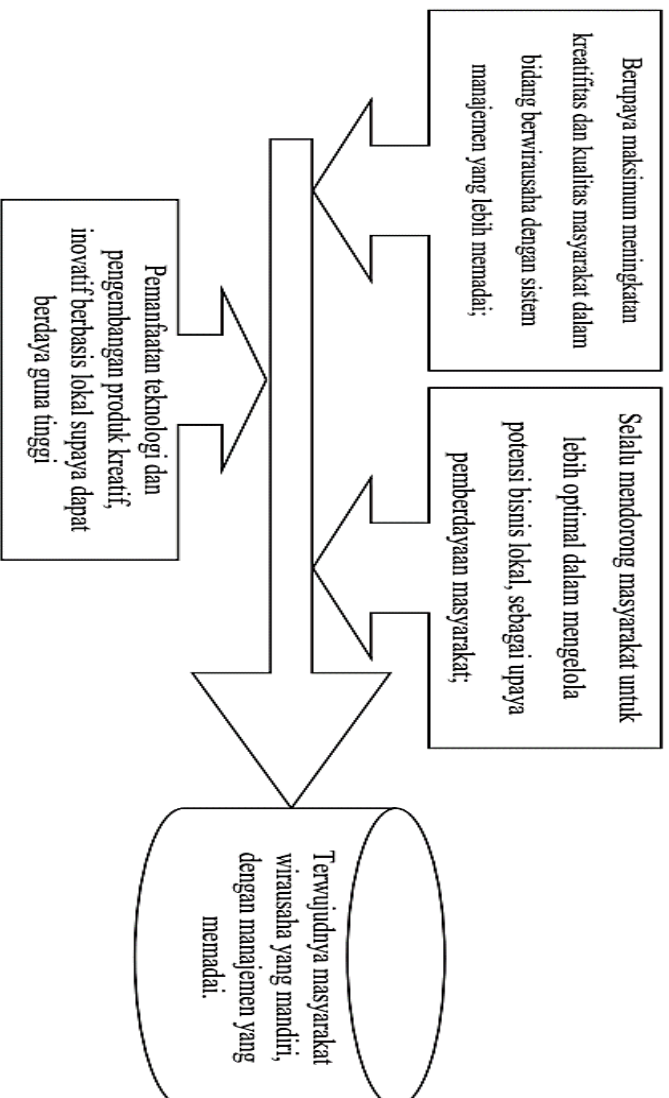 Berupaya maksimum meningkatan
kreatifitas dan kualitas masyarakat dalam
bidang berwirausaha dengan sistem
manajemen yang lebih memadai;
Selalu mendorong masyarakat untuk
lebih optimal dalam mengelola
potensi bisnis lokal, sebagai upaya
pemberdayaan masyarakat;
Pemanfaatan teknologi dan
pengembangan produk kreatif,
inovatif berbasis lokal supaya dapat
berdaya guna tinggi
Terwujudnya masyarakat
wirausaha yang mandiri,
dengan manajemen yang
memadai.